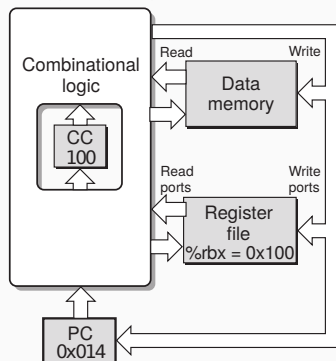 Combinational
logic
CC
100
Read
Write
Data
memory
Read
ports
Write
ports
Register
file
%rbx = 0x100
PC
0x014